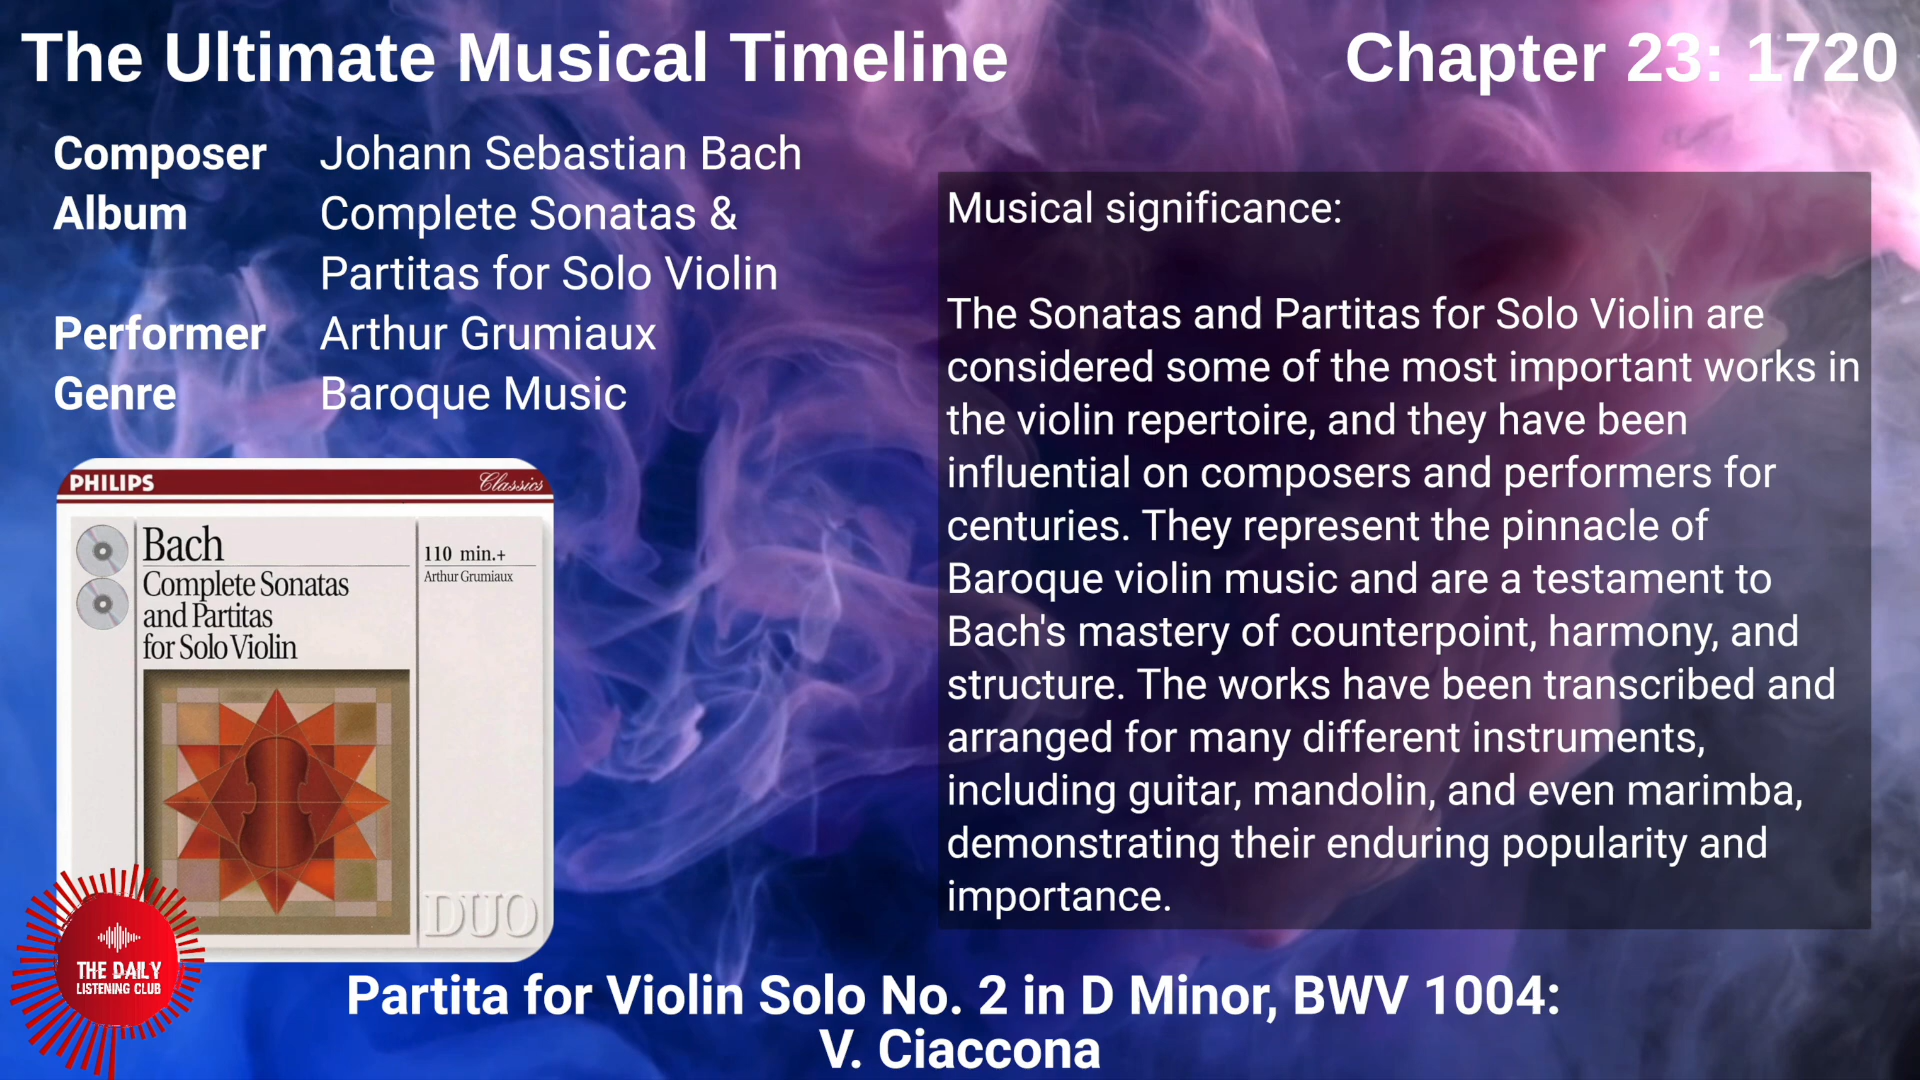 The Ultimate Musical Timeline
Chapter 23: 1720
Composer Johann Sebastian Bach
Album Complete Sonatas &
Partitas for Solo Violin
Performer Arthur Grumiaux
Genre Baroque Music
Musical significance:
The Sonatas and Partitas for Solo Violin are
considered some of the most important works in
the violin repertoire, and they have been
influential on composers and performers for
centuries. They represent the pinnacle of
Baroque violin music and are a testament to
Bach's mastery of counterpoint, harmony, and
structure. The works have been transcribed and
arranged for many different instruments,
including guitar, mandolin, and even marimba,
demonstrating their enduring popularity and
importance.
PHILIPS Classics
Bach
Complete Sonatas
and Partitas
for Solo Violin
110 min.+
Arthur Grumiaux
DUO
THE DAILY
LISTENING CLUB
Partita for Violin Solo No. 2 in D Minor, BWV 1004:
V. Ciaccona